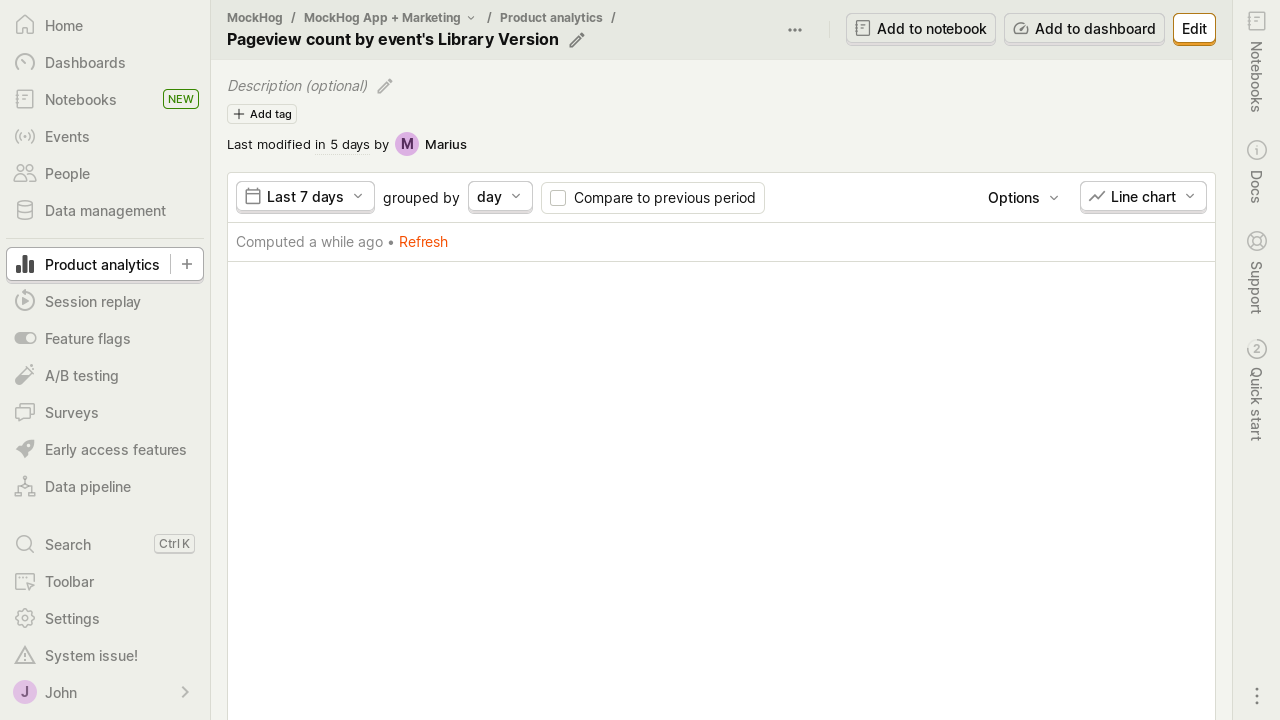 Home
Dashboards
Notebooks NEW
Events
People
Data management
Product analytics
Session replay
Feature flags
A/B testing
Surveys
Early access features
Data pipeline
Search Ctrl K
Toolbar
Settings
System issue!
J John
MockHog / MockHog App + Marketing / Product analytics /
Pageview count by event's Library Version
Add to notebook Add to dashboard Edit
Description (optional)
Add tag
Last modified in 5 days by M Marius
Last 7 days grouped by day Compare to previous period Options Line chart
Computed a while ago • Refresh
Notebooks
Docs
Support
2 Quick start